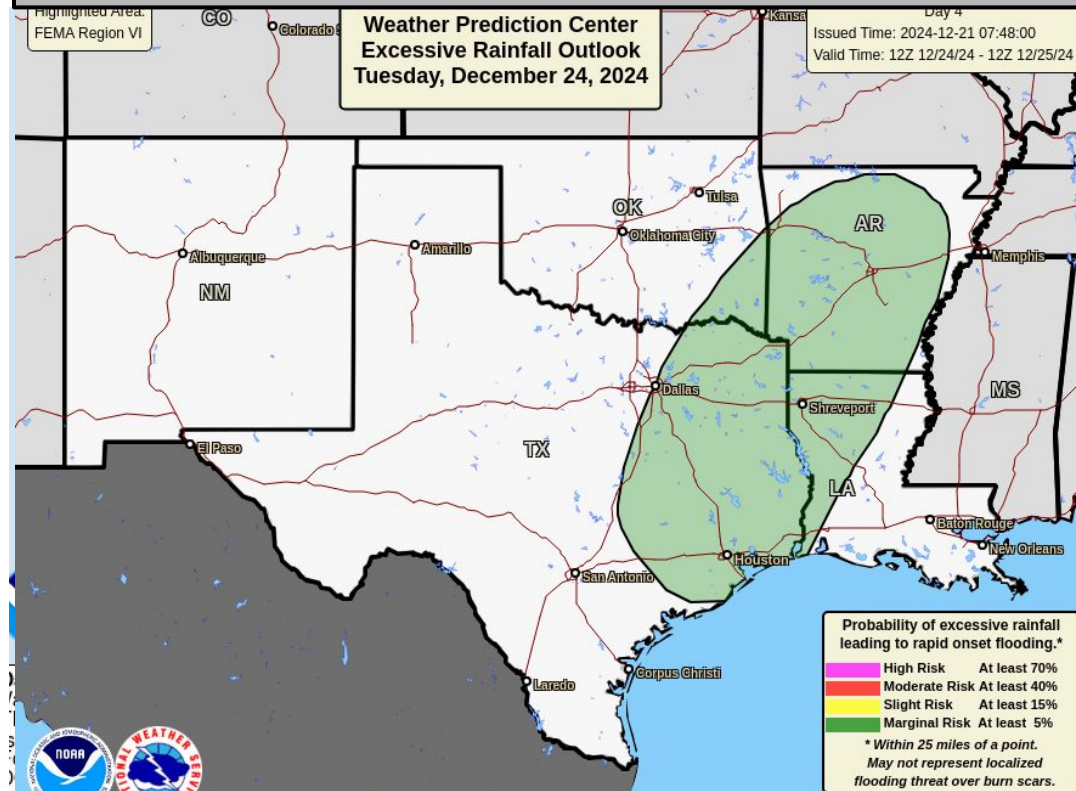 Highlighted Area:
FEMA Region VI
Weather Prediction Center
Excessive Rainfall Outlook
Tuesday, December 24, 2024
Day 4
Issued Time: 2024-12-21 07:48:00
Valid Time: 12Z 12/24/24 - 12Z 12/25/24
CO
Colorado
Kansa
Tulsa
OK
Oklahoma City
AR
Amarillo
Albuquerque
Memphis
NM
Dallas
MS
Shreveport
El Paso
TX
LA
Baton Rouge
New Orleans
Houston
San Antonio
Corpus Christi
Laredo
Probability of excessive rainfall
leading to rapid onset flooding.*
High Risk At least 70%
Moderate Risk At least 40%
Slight Risk At least 15%
Marginal Risk At least 5%
* Within 25 miles of a point.
May not represent localized
flooding threat over burn scars.
NOAA
WEATHER